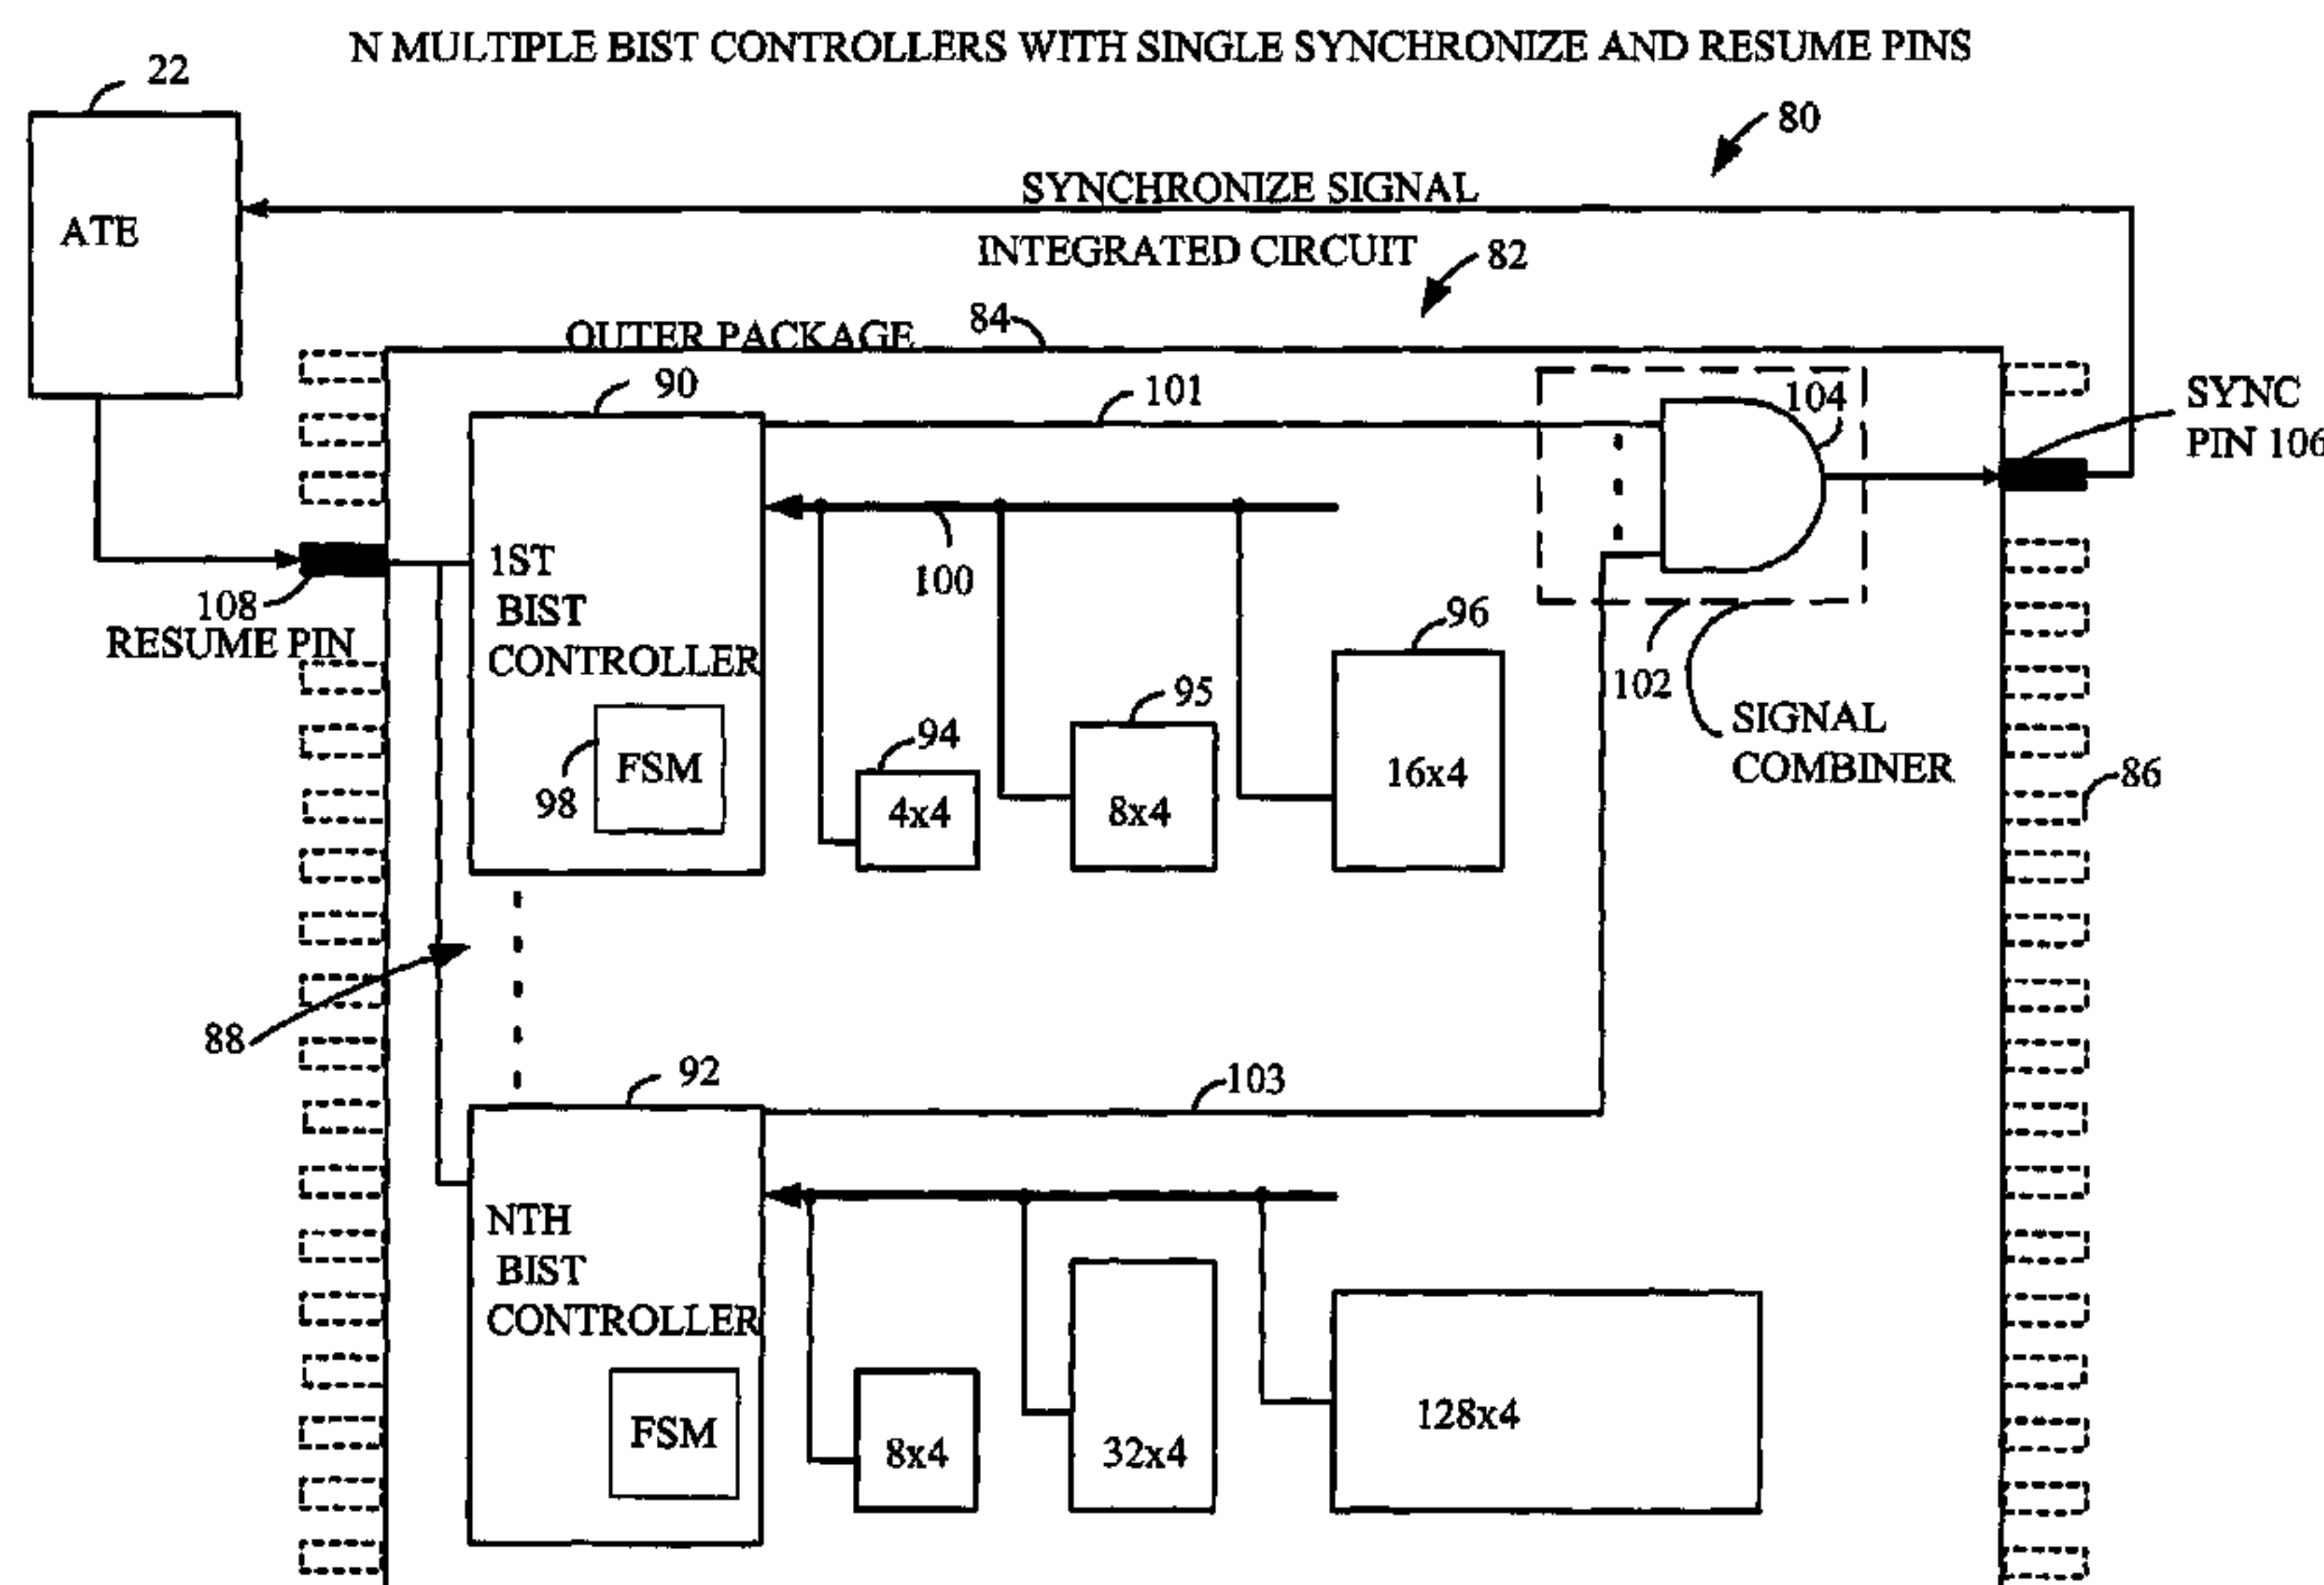 N MULTIPLE BIST CONTROLLERS WITH SINGLE SYNCHRONIZE AND RESUME PINS
22
80
ATE
SYNCHRONIZE SIGNAL
INTEGRATED CIRCUIT
82
OUTER PACKAGE
84
90
101
104
SYNC
PIN 106
1ST
BIST
CONTROLLER
100
108
RESUME PIN
96
102
95
SIGNAL
COMBINER
94
FSM
98
4x4
8x4
16x4
86
88
92
103
NTH
BIST
CONTROLLER
FSM
8x4
32x4
128x4